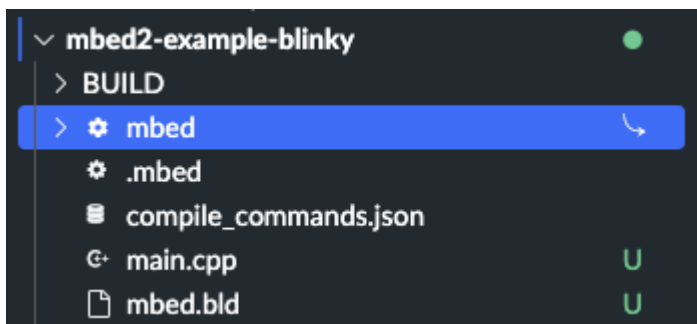 mbed2-example-blinky
BUILD
mbed
.mbed
compile_commands.json
main.cpp U
mbed.bld U